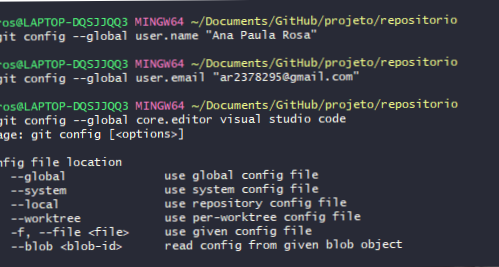 ros@LAPTOP-DQSJJQQ3 MINGW64 ~/Documents/GitHub/projeto/repositorio
git config --global user.name "Ana Paula Rosa"
ros@LAPTOP-DQSJJQQ3 MINGW64 ~/Documents/GitHub/projeto/repositorio
git config --global user.email "ar2378295@gmail.com"
ros@LAPTOP-DQSJJQQ3 MINGW64 ~/Documents/GitHub/projeto/repositorio
git config --global core.editor visual studio code
age: git config [<options>]
nfig file location
--global use global config file
--system use system config file
--local use repository config file
--worktree use per-worktree config file
-f, --file <file> use given config file
--blob <blob-id> read config from given blob object